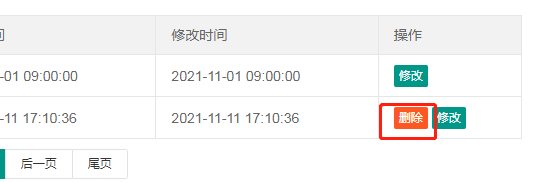 间 修改时间 操作
-01 09:00:00 2021-11-01 09:00:00 修改
-11 17:10:36 2021-11-11 17:10:36 删除 修改
后一页 尾页